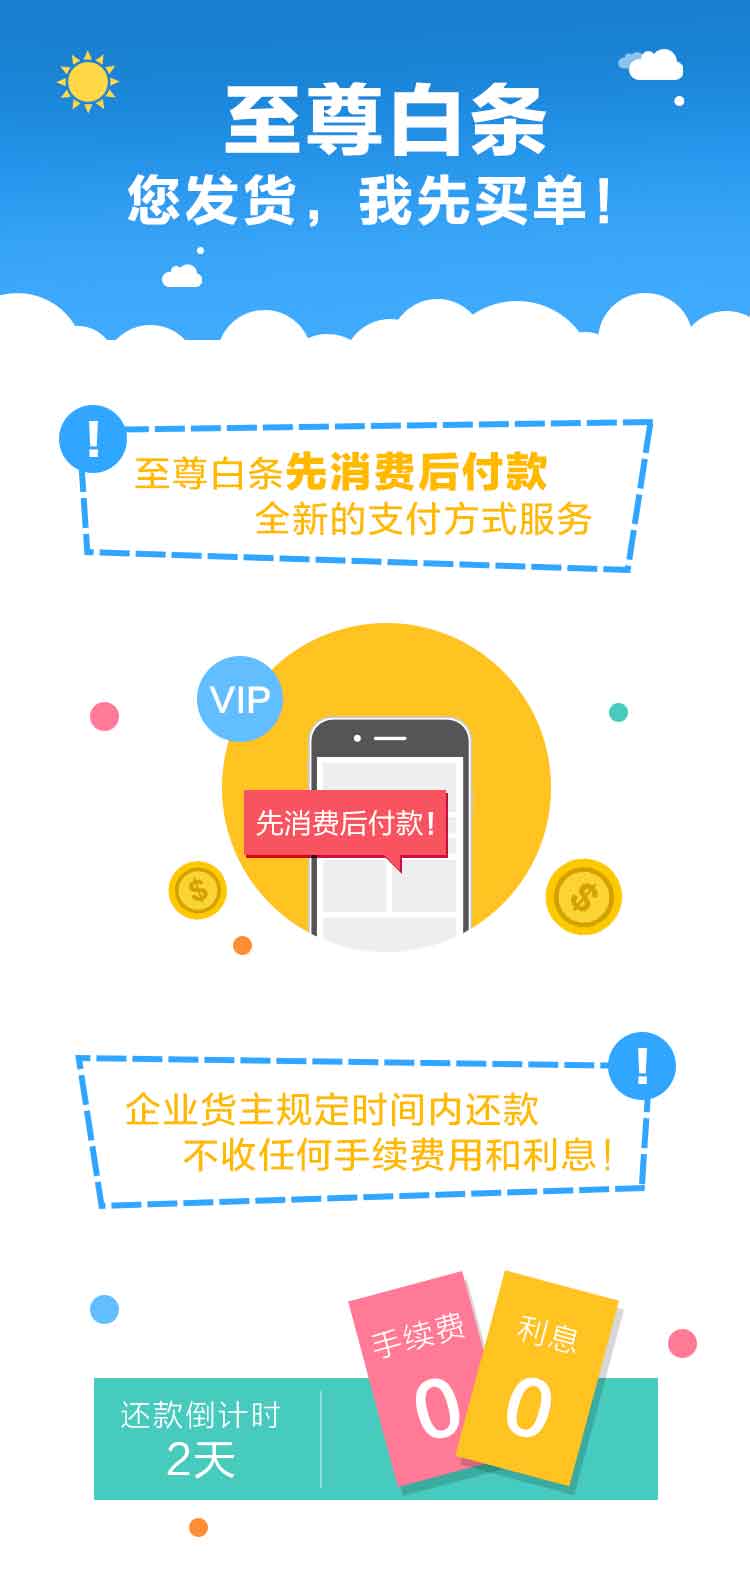 至尊白条
您发货，我先买单！
!
至尊白条先消费后付款
全新的支付方式服务
VIP
先消费后付款!
$
$
!
企业货主规定时间内还款
不收任何手续费用和利息！
手续费
0
利息
0
还款倒计时
2天